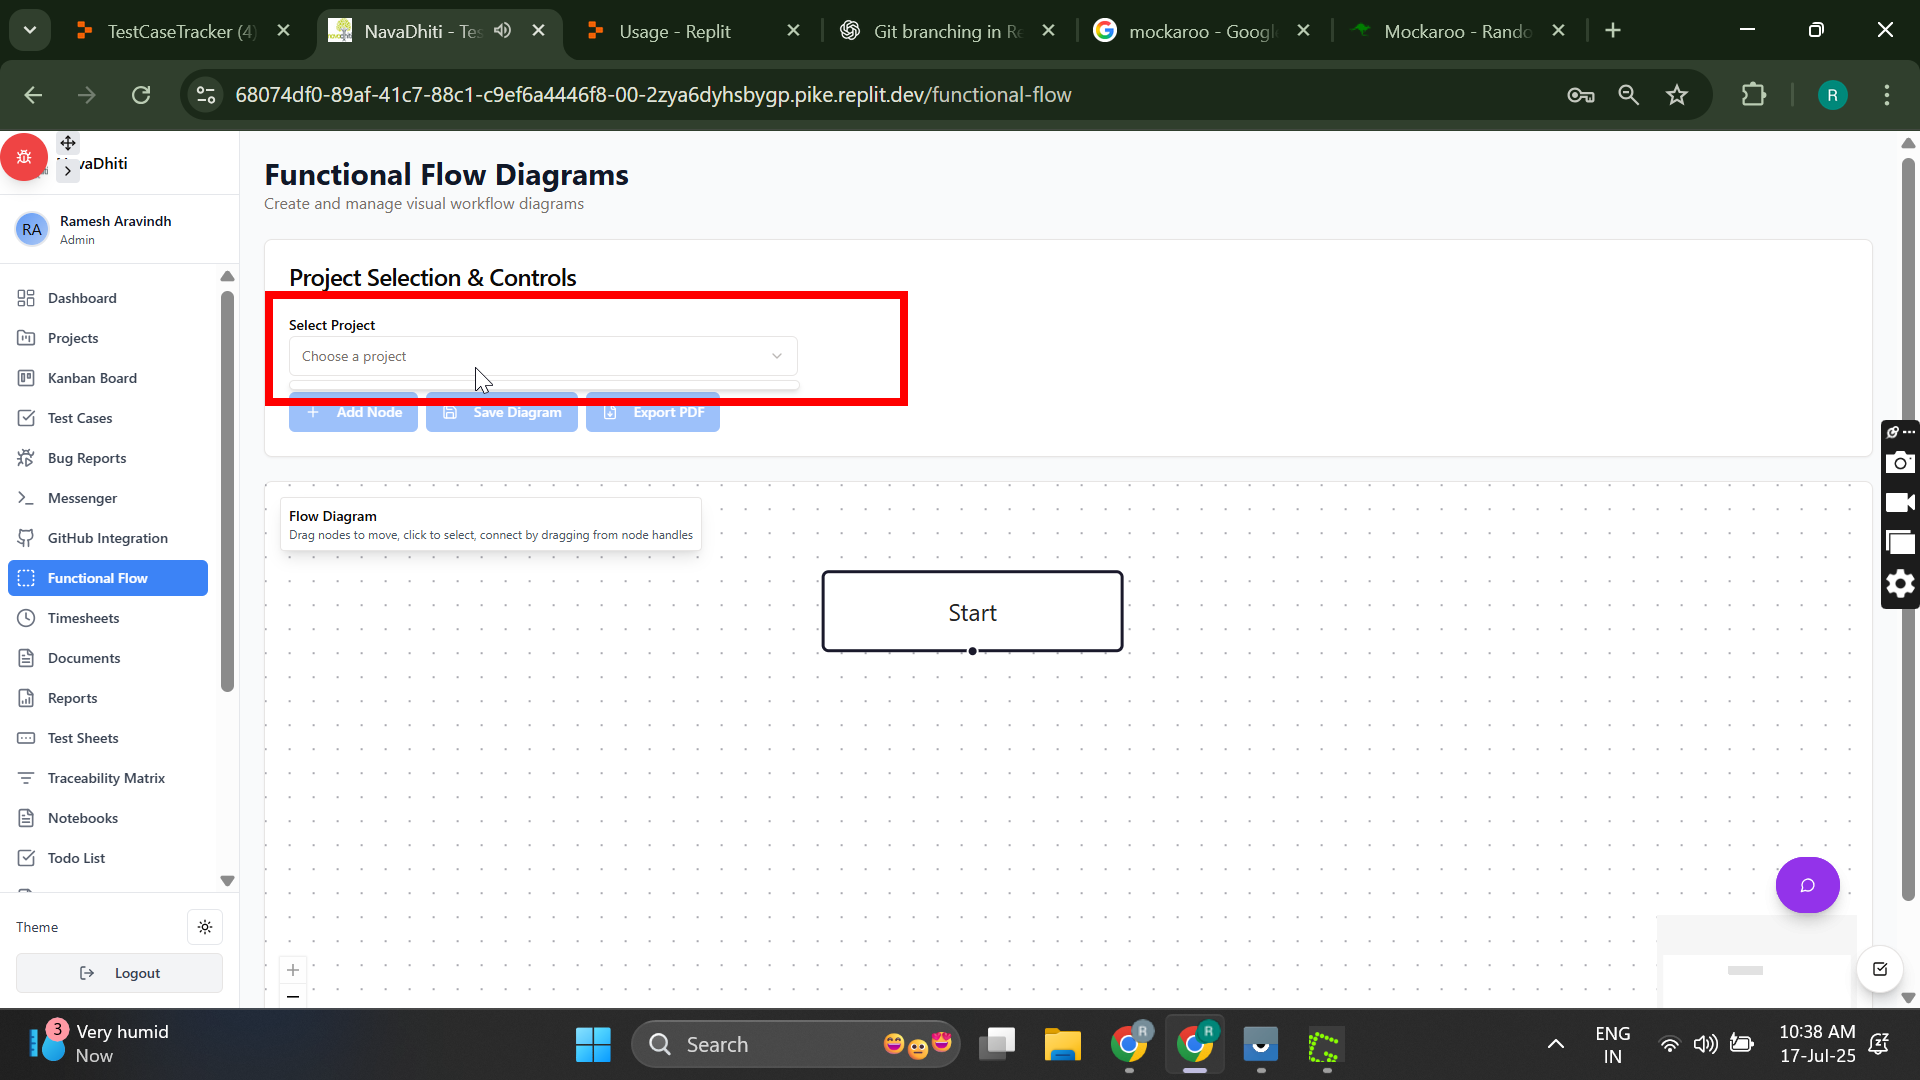 TestCaseTracker (4)
NavaDhiti - Tes
Usage - Replit
Git branching in Re
mockaroo - Googl
Mockaroo - Rando
68074df0-89af-41c7-88c1-c9ef6a4446f8-00-2zya6dyhsbygp.pike.replit.dev/functional-flow
R
vaDhiti
RA
Ramesh Aravindh
Admin
Dashboard
Projects
Kanban Board
Test Cases
Bug Reports
Messenger
GitHub Integration
Functional Flow
Timesheets
Documents
Reports
Test Sheets
Traceability Matrix
Notebooks
Todo List
Theme
Logout
Functional Flow Diagrams
Create and manage visual workflow diagrams
Project Selection & Controls
Select Project
Choose a project
Add Node
Save Diagram
Export PDF
Flow Diagram
Drag nodes to move, click to select, connect by dragging from node handles
Start
3
Very humid
Now
Search
R
R
ENG
IN
10:38 AM
17-Jul-25